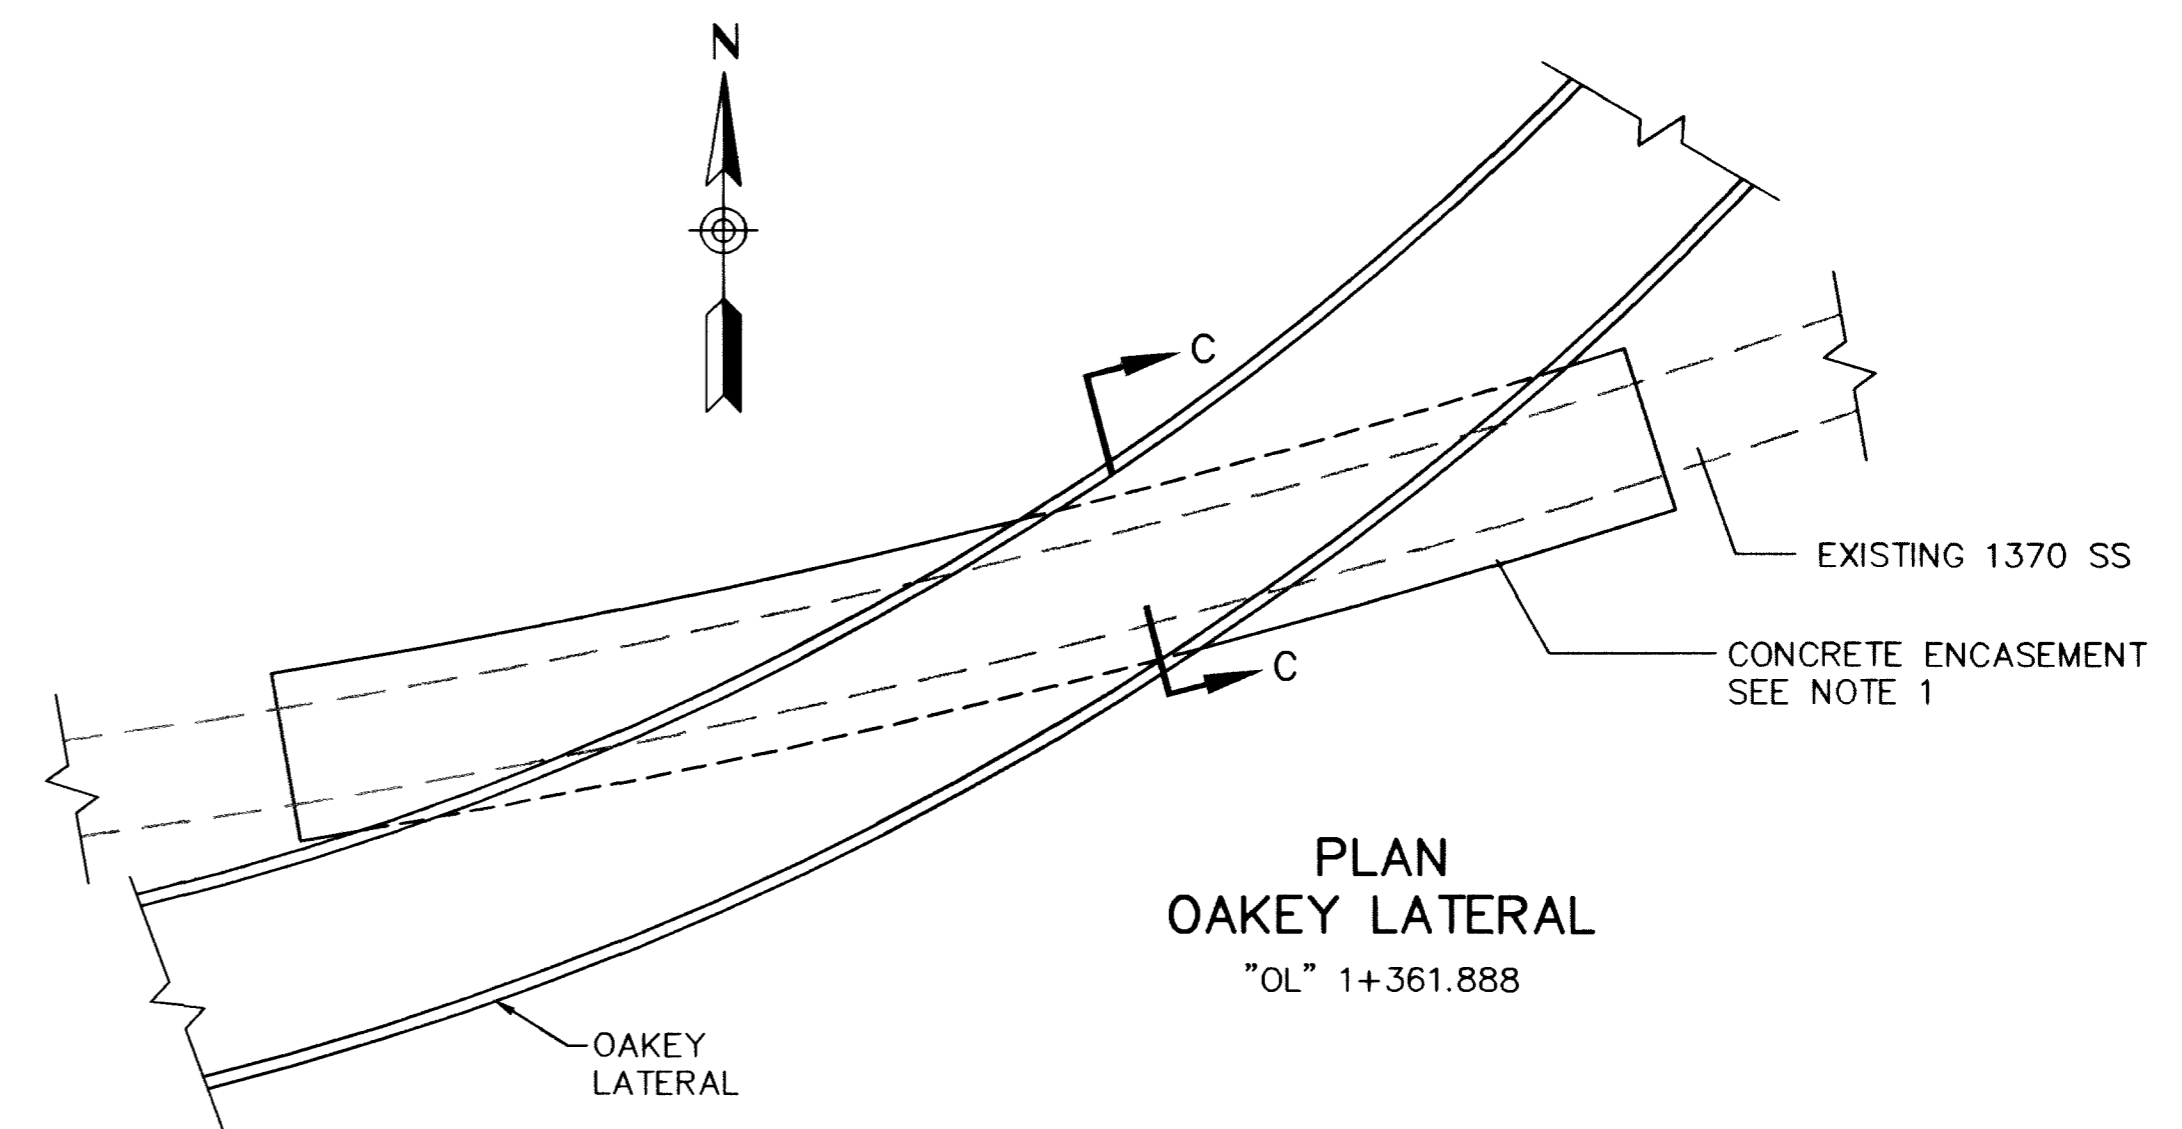 N
C
EXISTING 1370 SS
CONCRETE ENCASEMENT
SEE NOTE 1
C
PLAN
OAKEY LATERAL
"OL" 1+361.888
OAKEY
LATERAL